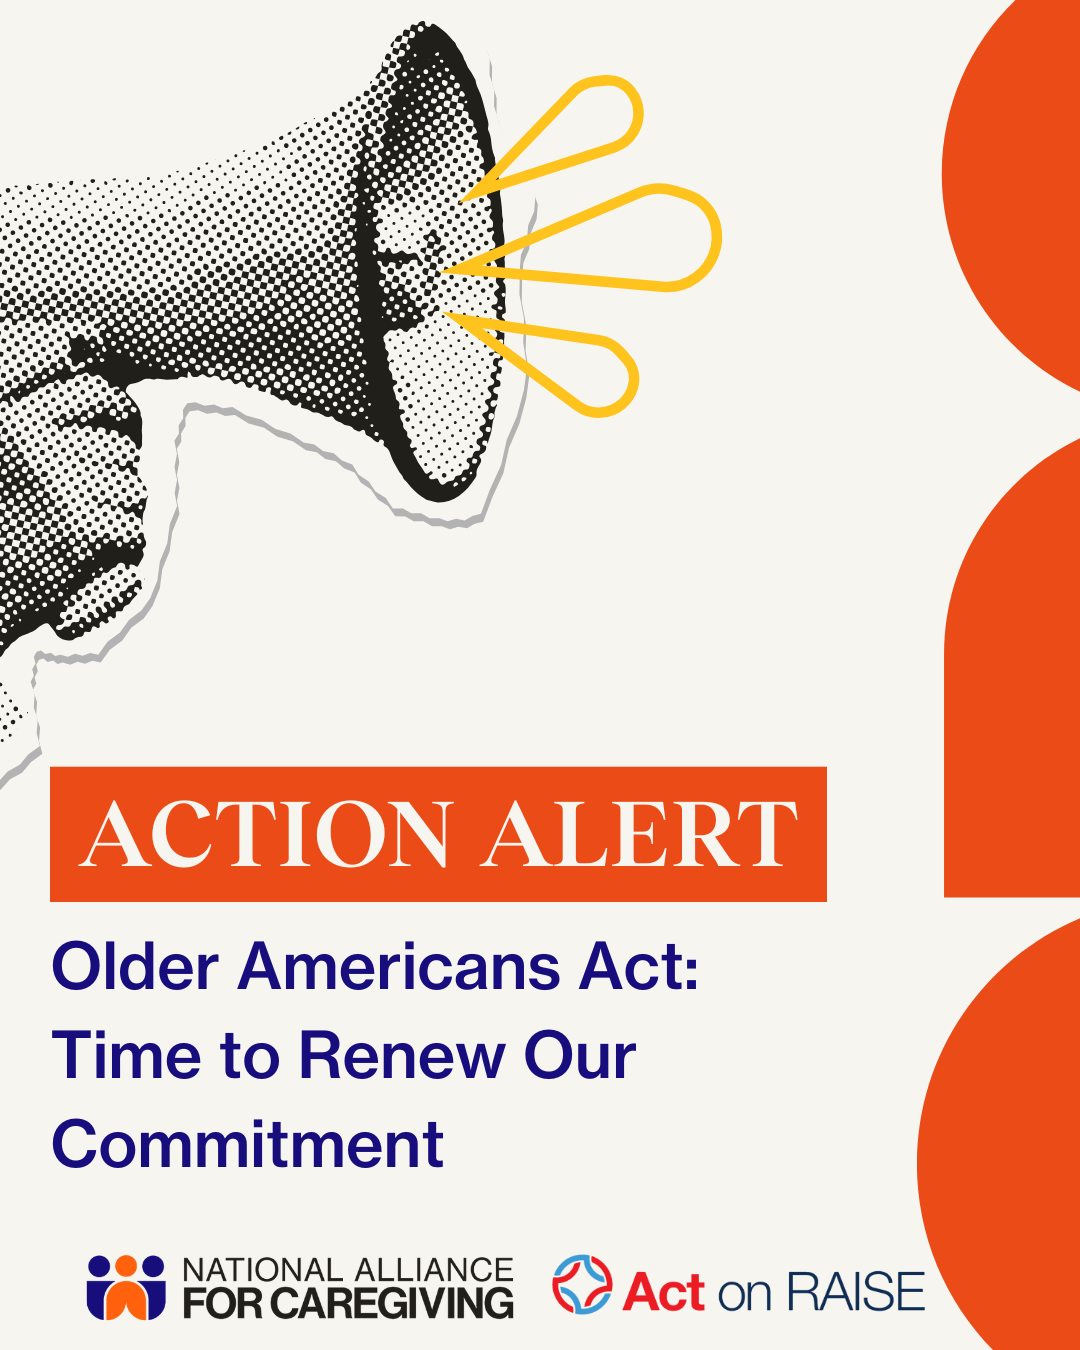 ACTION ALERT
Older Americans Act:
Time to Renew Our
Commitment
NATIONAL ALLIANCE
FOR CAREGIVING
Act on RAISE